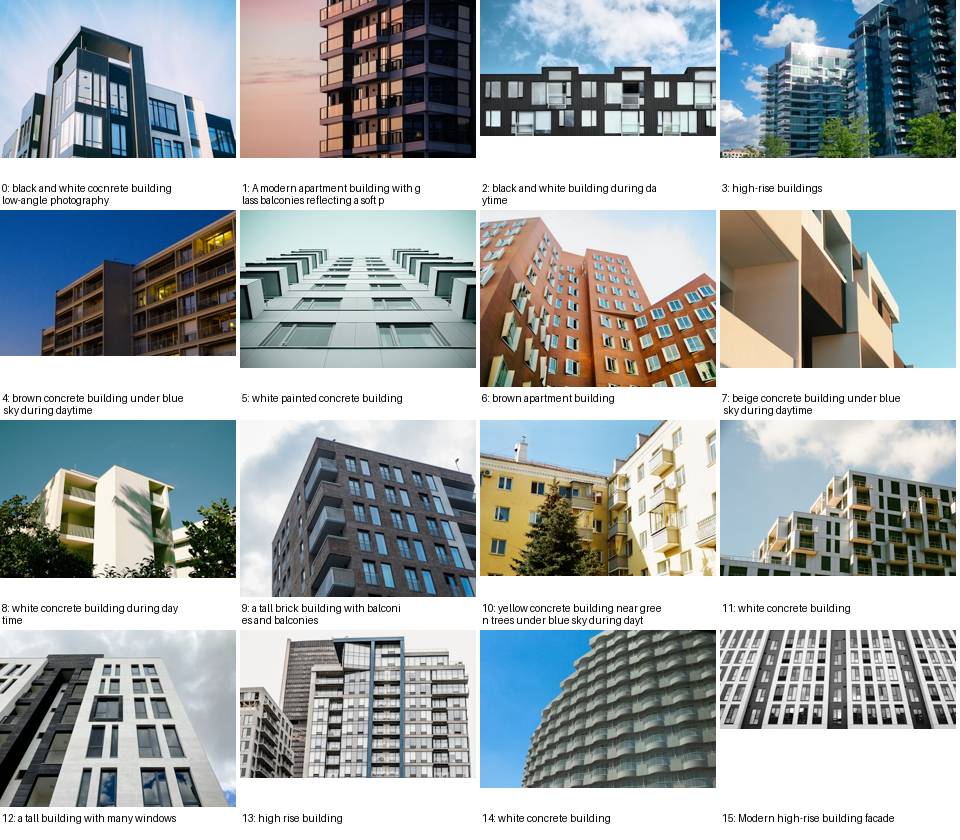 0: black and white cocnrete building
low-angle photography
1: A modern apartment building with g
lass balconies reflecting a soft p
2: black and white building during da
ytime
3: high-rise buildings
4: brown concrete building under blue
sky during daytime
5: white painted concrete building
6: brown apartment building
7: beige concrete building under blue
sky during daytime
8: white concrete building during day
time
9: a tall brick building with balconi
es and balconies
10: yellow concrete building near gree
n trees under blue sky during dayt
11: white concrete building
12: a tall building with many windows
13: high rise building
14: white concrete building
15: Modern high-rise building facade